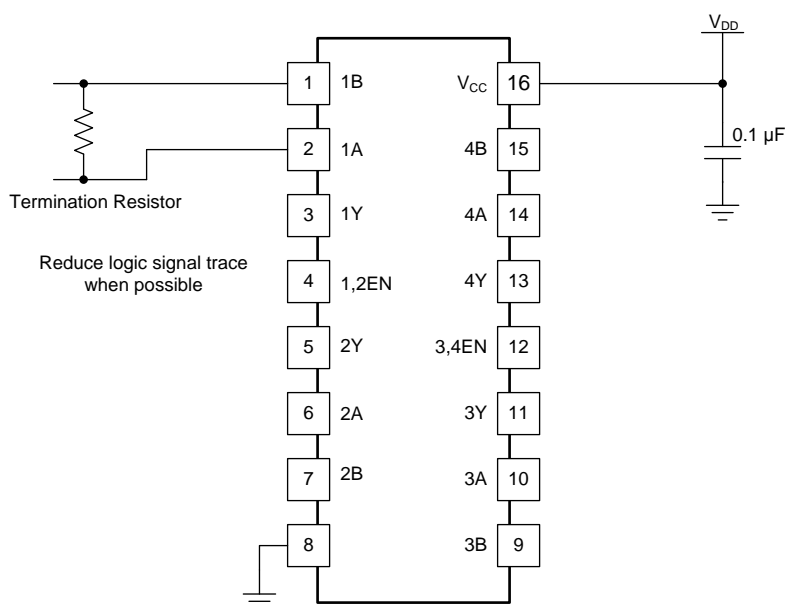 V_DD
1 1B V_CC 16
0.1 µF
2 1A 4B 15
Termination Resistor
3 1Y 4A 14
Reduce logic signal trace
when possible
4 1,2EN 4Y 13
5 2Y 3,4EN 12
6 2A 3Y 11
7 2B 3A 10
8 3B 9